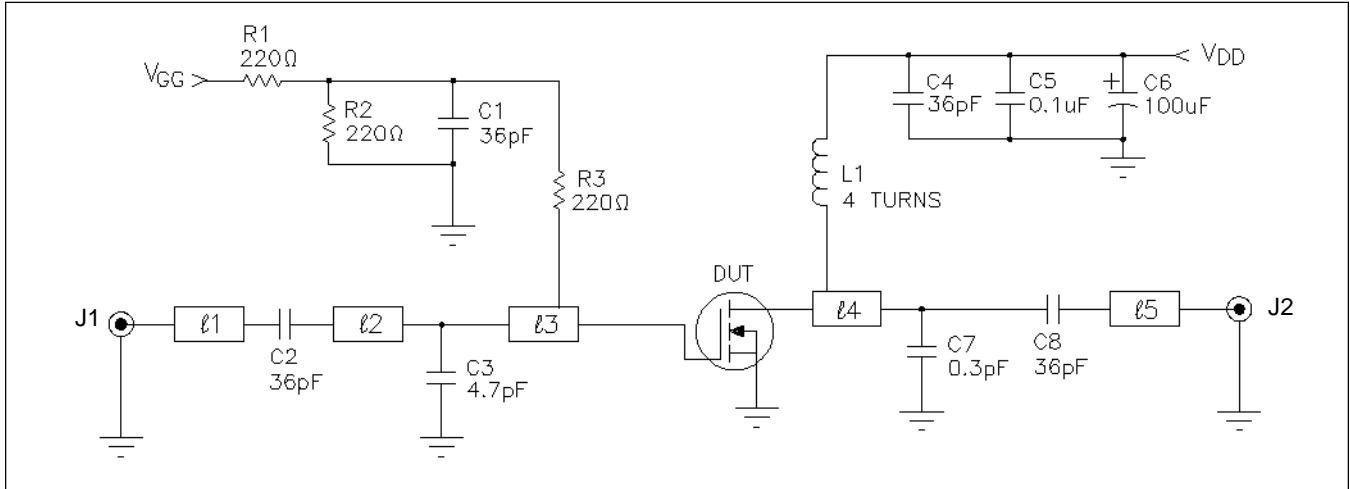 R1
220Ω
VGG
R2
220Ω
C1
36pF
R3
220Ω
VDD
C4
36pF
C5
0.1uF
+
C6
100uF
L1
4 TURNS
DUT
J1
ℓ1
C2
36pF
ℓ2
C3
4.7pF
ℓ3
ℓ4
C7
0.3pF
C8
36pF
ℓ5
J2